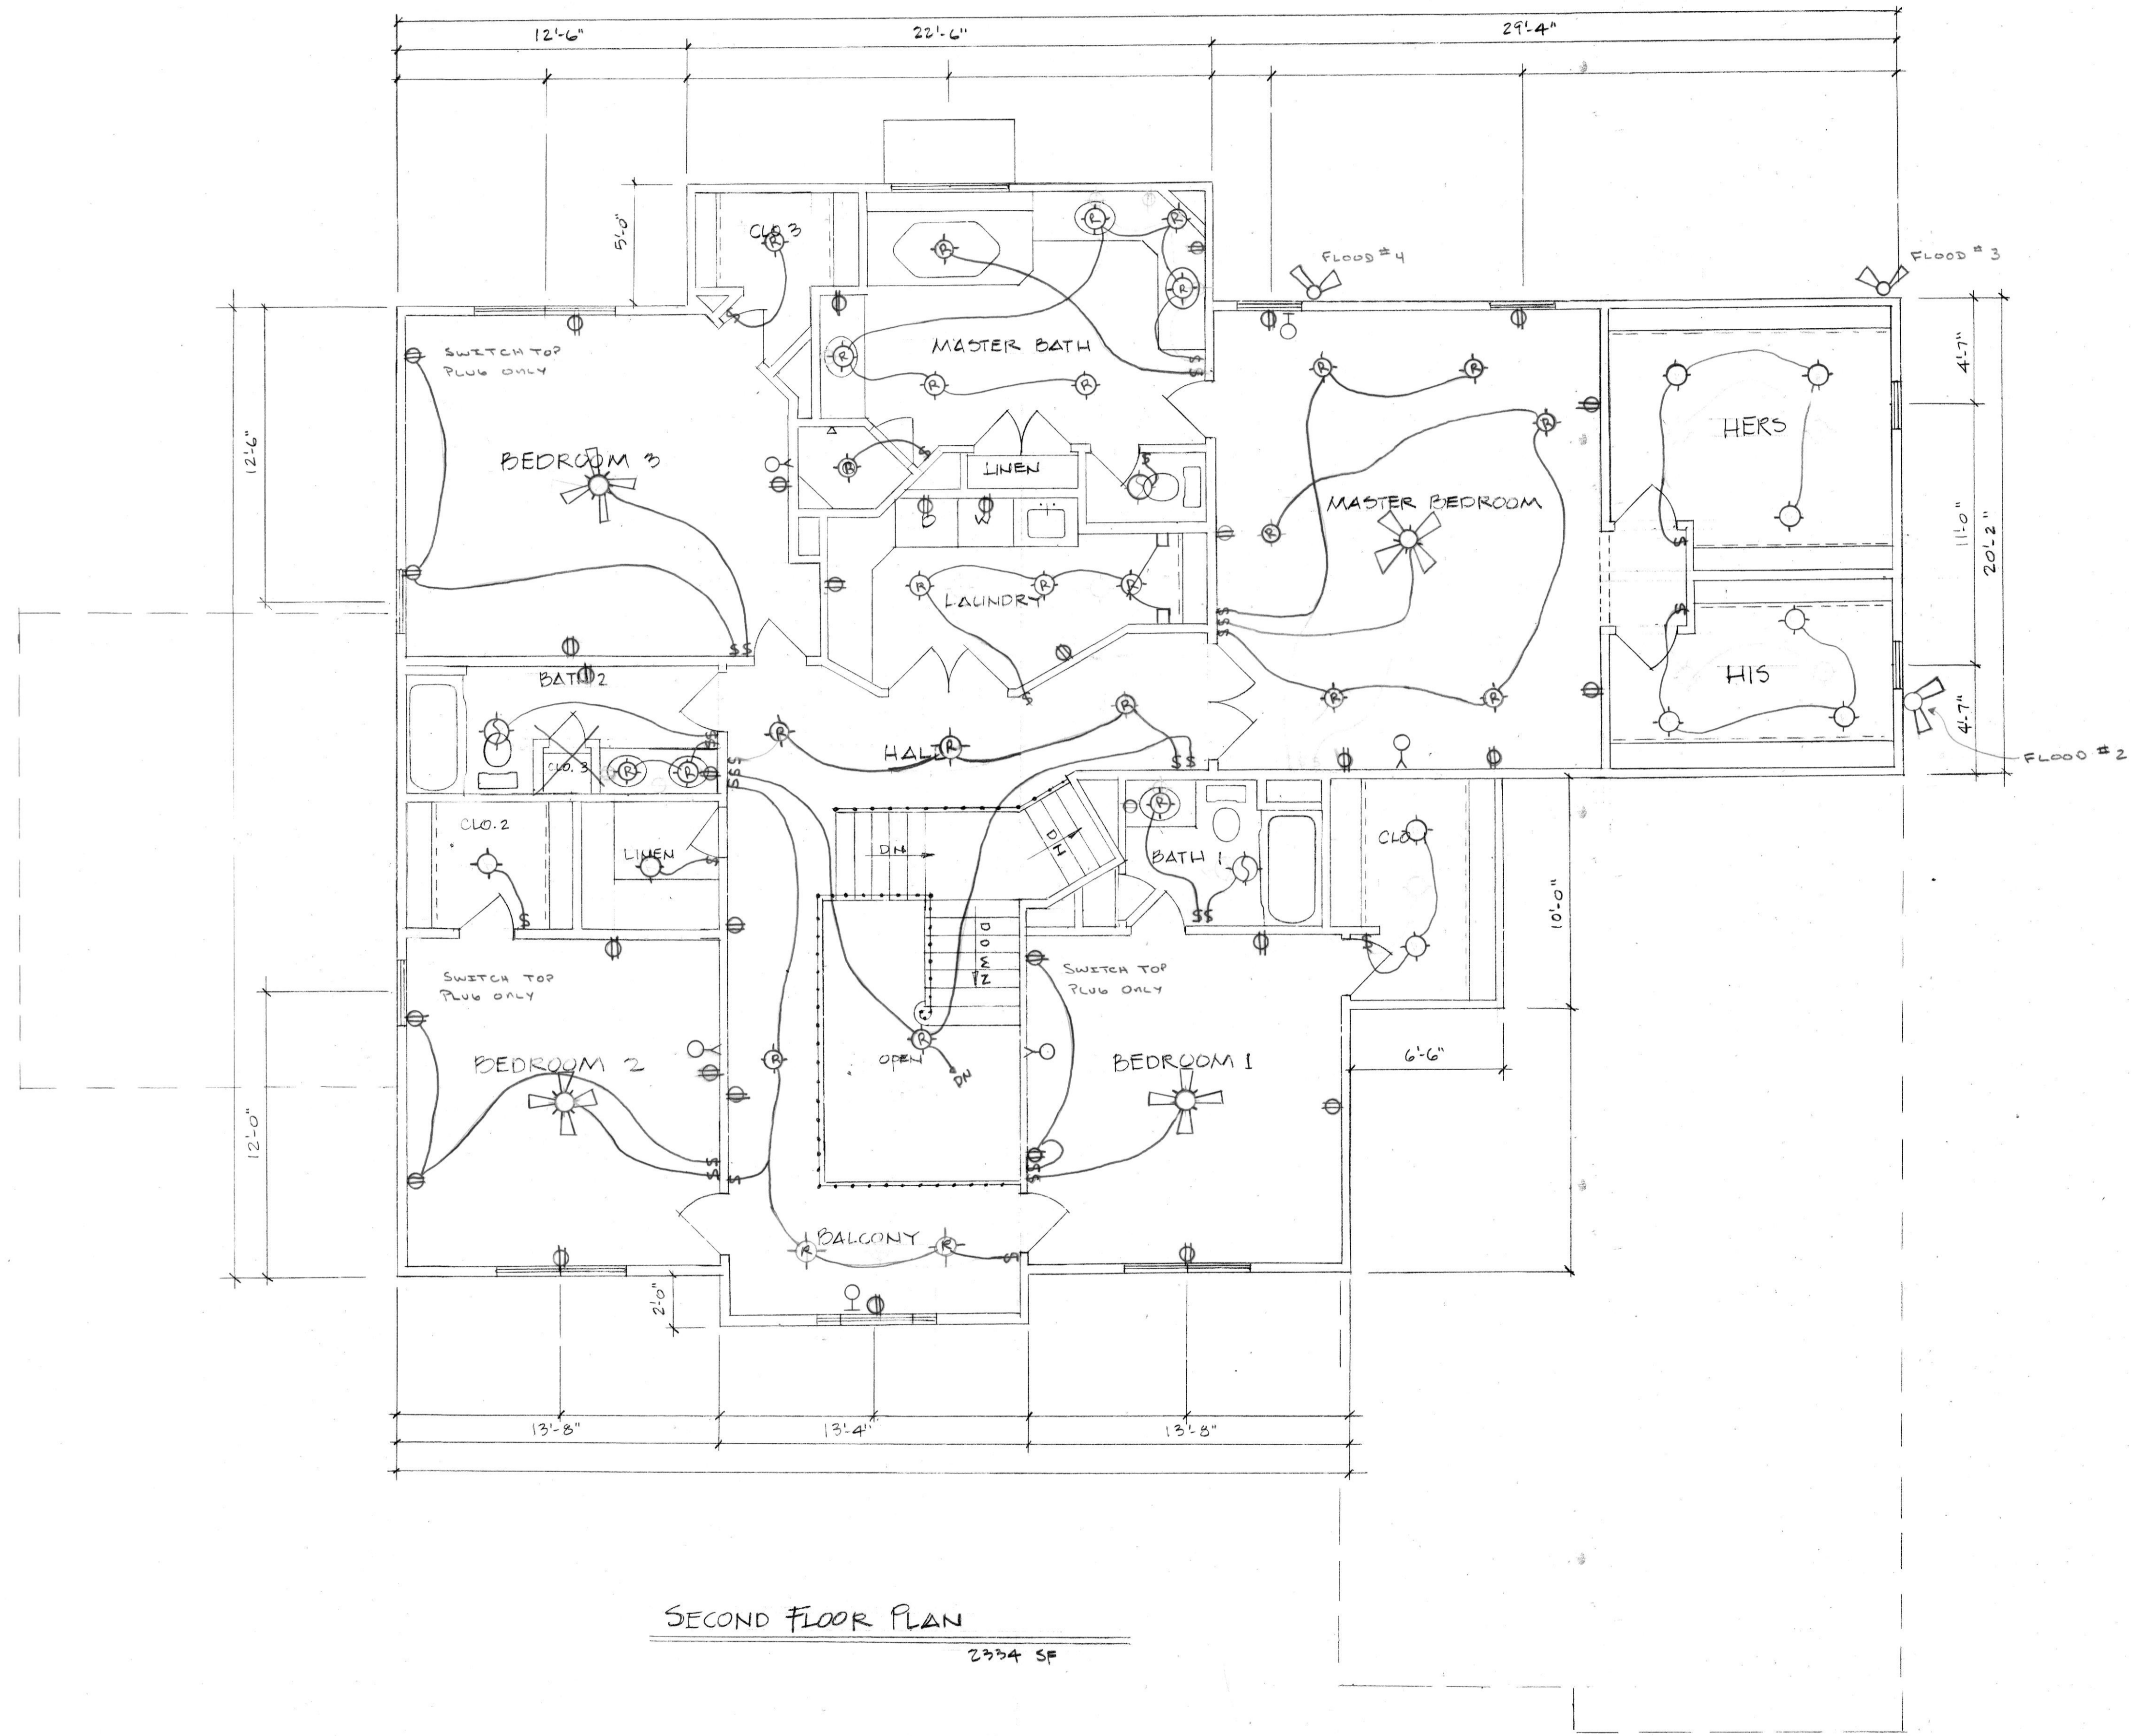 12'-6"
22'-6"
29'-4"
5'-0"
CLO 3
FLOOD #4
FLOOD #3
SWITCH TOP
PLUG ONLY
MASTER BATH
4'-7"
12'-6"
BEDROOM 3
HERS
LINEN
MASTER BEDROOM
D
W
11'-0"
20'-2"
LAUNDRY
BATH 2
HIS
4'-7"
FLOOD #2
HALL
CLO. 3
CLO.2
DN
DN
LINEN
BATH 1
CLO 1
10'-0"
DOWN
SWITCH TOP
PLUG ONLY
SWITCH TOP
PLUG ONLY
BEDROOM 2
OPEN
DN
BEDROOM 1
6'-6"
12'-0"
BALCONY
2'-0"
13'-8"
13'-4"
13'-8"
SECOND FLOOR PLAN
2334 SF